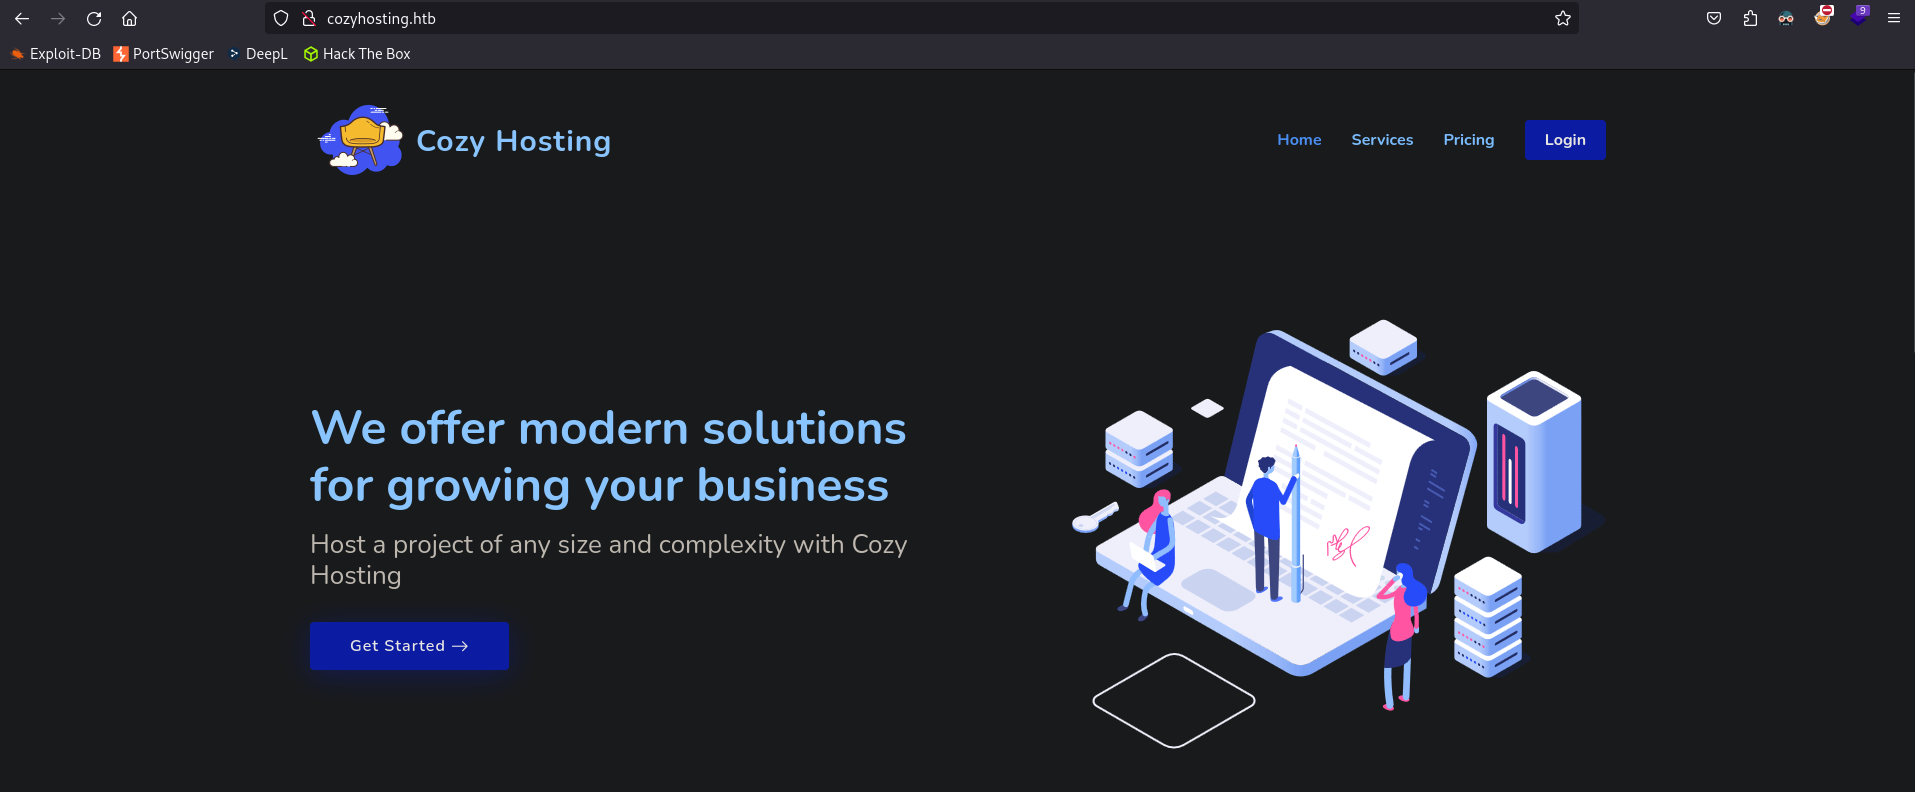 cozyhosting.htb
9
Exploit-DB PortSwigger DeepL Hack The Box
Cozy Hosting
Home Services Pricing Login
We offer modern solutions
for growing your business
Host a project of any size and complexity with Cozy
Hosting
Get Started →